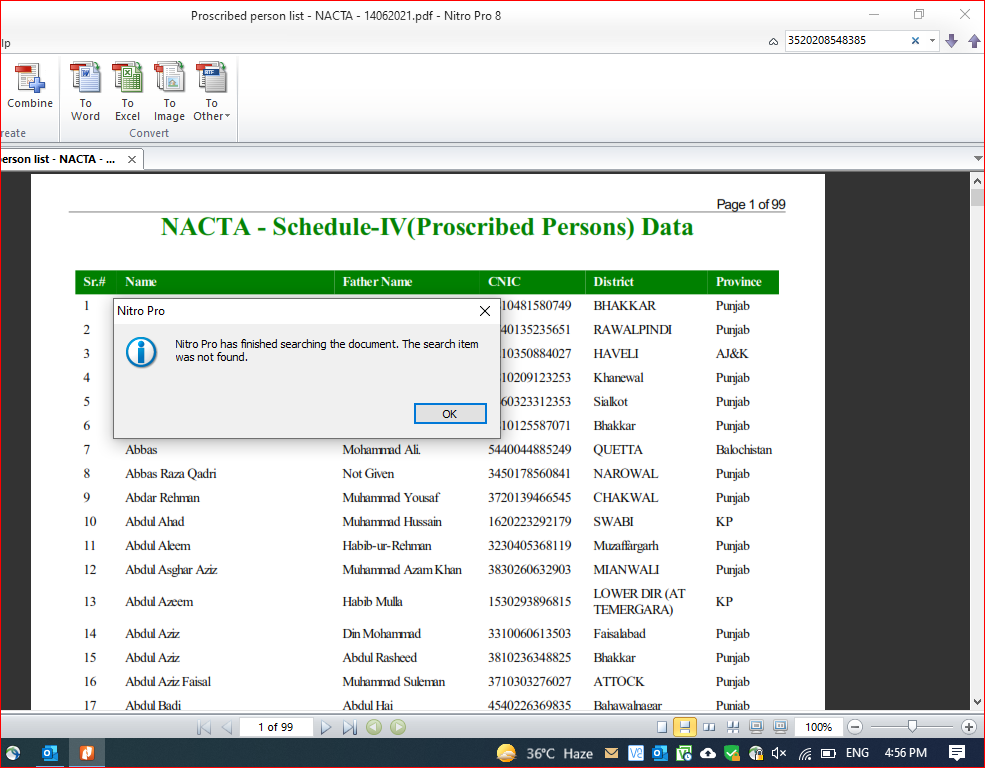 Proscribed person list - NACTA - 14062021.pdf - Nitro Pro 8
lp
3520208548385
Combine
To Word
To Excel
To Image
To Other
reate
Convert
erson list - NACTA - ...
Page 1 of 99
NACTA - Schedule-IV(Proscribed Persons) Data
Sr.# Name Father Name CNIC District Province
1 10481580749 BHAKKAR Punjab
2 40135235651 RAWALPINDI Punjab
3 10350884027 HAVELI AJ&K
4 10209123253 Khanewal Punjab
5 60323312353 Sialkot Punjab
6 10125587071 Bhakkar Punjab
Nitro Pro
Nitro Pro has finished searching the document. The search item
was not found.
OK
7 Abbas Mohammad Ali. 5440044885249 QUETTA Balochistan
8 Abbas Raza Qadri Not Given 3450178560841 NAROWAL Punjab
9 Abdar Rehman Muhammad Yousaf 3720139466545 CHAKWAL Punjab
10 Abdul Ahad Muhammad Hussain 1620223292179 SWABI KP
11 Abdul Aleem Habib-ur-Rehman 3230405368119 Muzaffargarh Punjab
12 Abdul Asghar Aziz Muhammad Azam Khan 3830260632903 MIANWALI Punjab
13 Abdul Azeem Habib Mulla 1530293896815 LOWER DIR (AT
TEMERGARA) KP
14 Abdul Aziz Din Mohammad 3310060613503 Faisalabad Punjab
15 Abdul Aziz Abdul Rasheed 3810236348825 Bhakkar Punjab
16 Abdul Aziz Faisal Muhammad Suleman 3710303276027 ATTOCK Punjab
17 Abdul Badi Abdul Hai 4540226369835 Bahawalnagar Punjab
1 of 99
100%
36°C Haze
ENG
4:56 PM